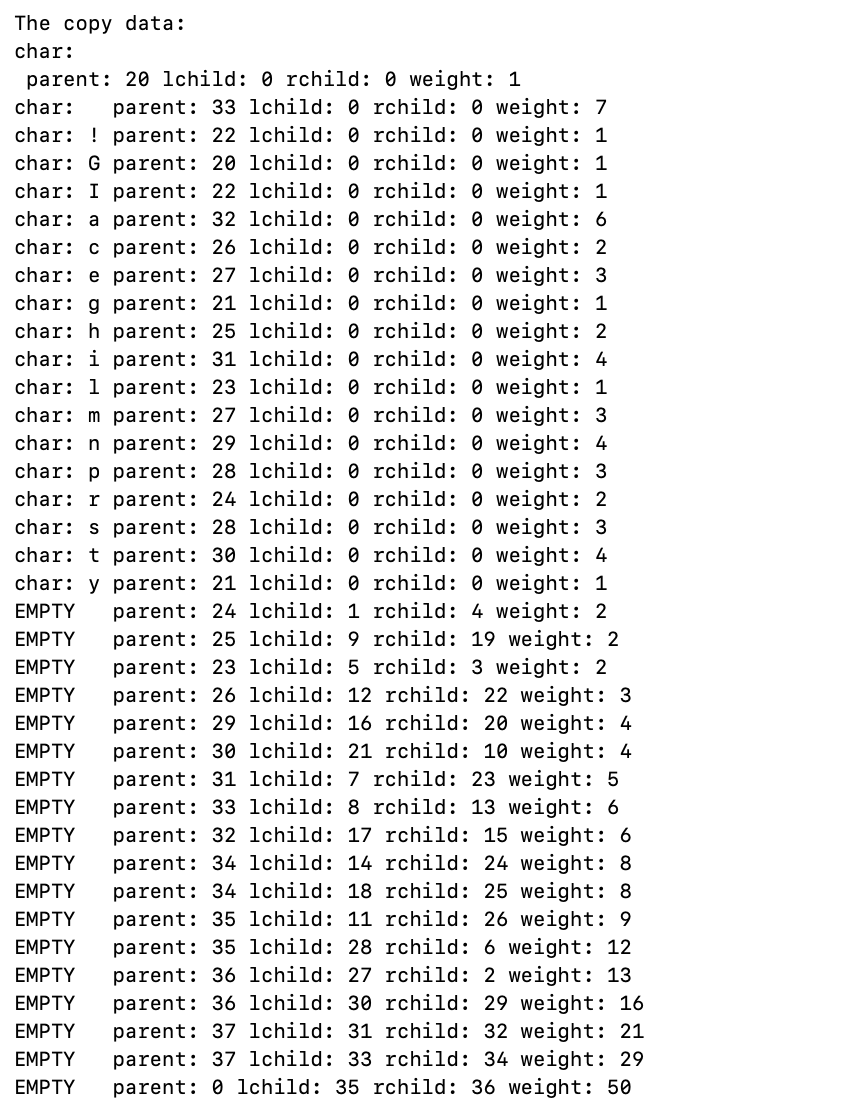 The copy data:
char:
 parent: 20 lchild: 0 rchild: 0 weight: 1
char:   parent: 33 lchild: 0 rchild: 0 weight: 7
char: ! parent: 22 lchild: 0 rchild: 0 weight: 1
char: G parent: 20 lchild: 0 rchild: 0 weight: 1
char: I parent: 22 lchild: 0 rchild: 0 weight: 1
char: a parent: 32 lchild: 0 rchild: 0 weight: 6
char: c parent: 26 lchild: 0 rchild: 0 weight: 2
char: e parent: 27 lchild: 0 rchild: 0 weight: 3
char: g parent: 21 lchild: 0 rchild: 0 weight: 1
char: h parent: 25 lchild: 0 rchild: 0 weight: 2
char: i parent: 31 lchild: 0 rchild: 0 weight: 4
char: l parent: 23 lchild: 0 rchild: 0 weight: 1
char: m parent: 27 lchild: 0 rchild: 0 weight: 3
char: n parent: 29 lchild: 0 rchild: 0 weight: 4
char: p parent: 28 lchild: 0 rchild: 0 weight: 3
char: r parent: 24 lchild: 0 rchild: 0 weight: 2
char: s parent: 28 lchild: 0 rchild: 0 weight: 3
char: t parent: 30 lchild: 0 rchild: 0 weight: 4
char: y parent: 21 lchild: 0 rchild: 0 weight: 1
EMPTY   parent: 24 lchild: 1 rchild: 4 weight: 2
EMPTY   parent: 25 lchild: 9 rchild: 19 weight: 2
EMPTY   parent: 23 lchild: 5 rchild: 3 weight: 2
EMPTY   parent: 26 lchild: 12 rchild: 22 weight: 3
EMPTY   parent: 29 lchild: 16 rchild: 20 weight: 4
EMPTY   parent: 30 lchild: 21 rchild: 10 weight: 4
EMPTY   parent: 31 lchild: 7 rchild: 23 weight: 5
EMPTY   parent: 33 lchild: 8 rchild: 13 weight: 6
EMPTY   parent: 32 lchild: 17 rchild: 15 weight: 6
EMPTY   parent: 34 lchild: 14 rchild: 24 weight: 8
EMPTY   parent: 34 lchild: 18 rchild: 25 weight: 8
EMPTY   parent: 35 lchild: 11 rchild: 26 weight: 9
EMPTY   parent: 35 lchild: 28 rchild: 6 weight: 12
EMPTY   parent: 36 lchild: 27 rchild: 2 weight: 13
EMPTY   parent: 36 lchild: 30 rchild: 29 weight: 16
EMPTY   parent: 37 lchild: 31 rchild: 32 weight: 21
EMPTY   parent: 37 lchild: 33 rchild: 34 weight: 29
EMPTY   parent: 0 lchild: 35 rchild: 36 weight: 50